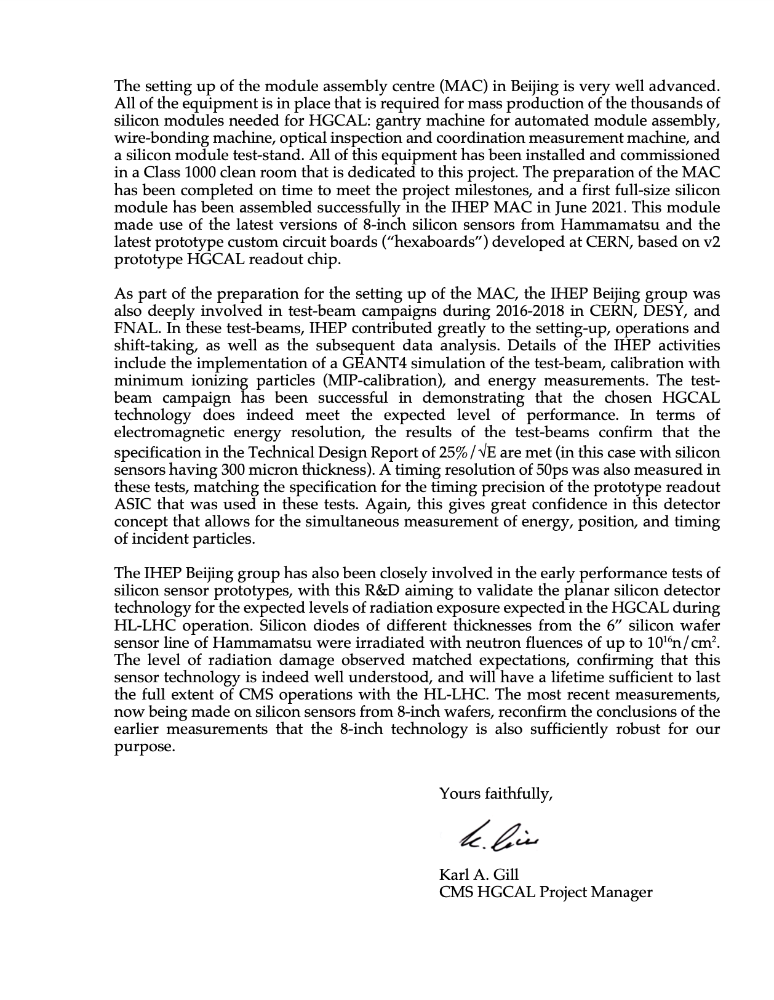 The setting up of the module assembly centre (MAC) in Beijing is very well advanced.
All of the equipment is in place that is required for mass production of the thousands of
silicon modules needed for HGCAL: gantry machine for automated module assembly,
wire-bonding machine, optical inspection and coordination measurement machine, and
a silicon module test-stand. All of this equipment has been installed and commissioned
in a Class 1000 clean room that is dedicated to this project. The preparation of the MAC
has been completed on time to meet the project milestones, and a first full-size silicon
module has been assembled successfully in the IHEP MAC in June 2021. This module
made use of the latest versions of 8-inch silicon sensors from Hammamatsu and the
latest prototype custom circuit boards (“hexaboards”) developed at CERN, based on v2
prototype HGCAL readout chip.
As part of the preparation for the setting up of the MAC, the IHEP Beijing group was
also deeply involved in test-beam campaigns during 2016-2018 in CERN, DESY, and
FNAL. In these test-beams, IHEP contributed greatly to the setting-up, operations and
shift-taking, as well as the subsequent data analysis. Details of the IHEP activities
include the implementation of a GEANT4 simulation of the test-beam, calibration with
minimum ionizing particles (MIP-calibration), and energy measurements. The test-
beam campaign has been successful in demonstrating that the chosen HGCAL
technology does indeed meet the expected level of performance. In terms of
electromagnetic energy resolution, the results of the test-beams confirm that the
specification in the Technical Design Report of 25%/√E are met (in this case with silicon
sensors having 300 micron thickness). A timing resolution of 50ps was also measured in
these tests, matching the specification for the timing precision of the prototype readout
ASIC that was used in these tests. Again, this gives great confidence in this detector
concept that allows for the simultaneous measurement of energy, position, and timing
of incident particles.
The IHEP Beijing group has also been closely involved in the early performance tests of
silicon sensor prototypes, with this R&D aiming to validate the planar silicon detector
technology for the expected levels of radiation exposure expected in the HGCAL during
HL-LHC operation. Silicon diodes of different thicknesses from the 6” silicon wafer
sensor line of Hammamatsu were irradiated with neutron fluences of up to 10¹⁶n/cm².
The level of radiation damage observed matched expectations, confirming that this
sensor technology is indeed well understood, and will have a lifetime sufficient to last
the full extent of CMS operations with the HL-LHC. The most recent measurements,
now being made on silicon sensors from 8-inch wafers, reconfirm the conclusions of the
earlier measurements that the 8-inch technology is also sufficiently robust for our
purpose.
Yours faithfully,
Karl A. Gill
CMS HGCAL Project Manager